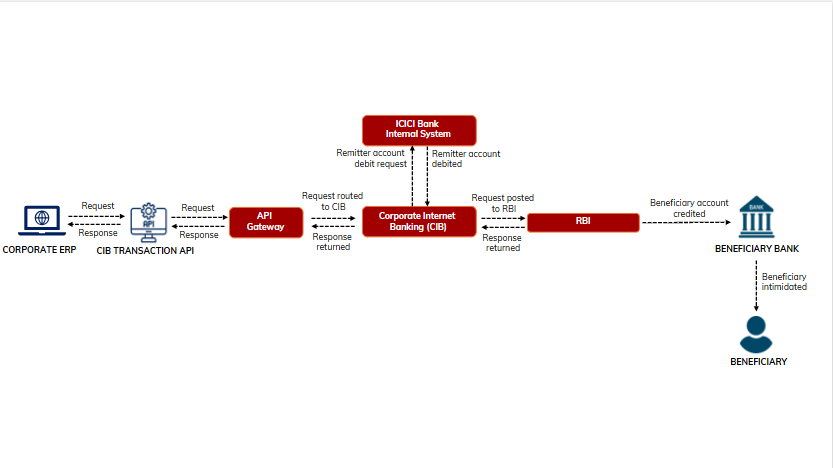 ICICI Bank
Internal System
Remitter account
debit request
Remitter account
debited
Request
Response
CORPORATE ERP
API
CIB TRANSACTION API
Request
Response
API
Gateway
Request routed
to CIB
Response
returned
Corporate Internet
Banking (CIB)
Request posted
to RBI
Response
returned
RBI
Beneficiary account
credited
BANK
BENEFICIARY BANK
Beneficiary
intimidated
BENEFICIARY